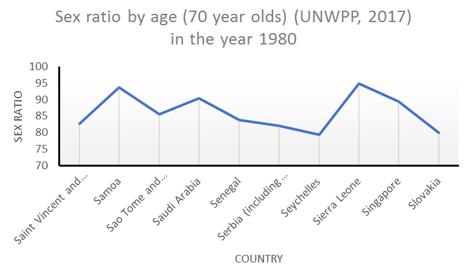 Sex ratio by age (70 year olds) (UNWPP, 2017)
in the year 1980
100
95
90
85
80
75
70
SEX RATIO
Saint Vincent and...
Samoa
Sao Tome and...
Saudi Arabia
Senegal
Serbia (including...
Seychelles
Sierra Leone
Singapore
Slovakia
COUNTRY